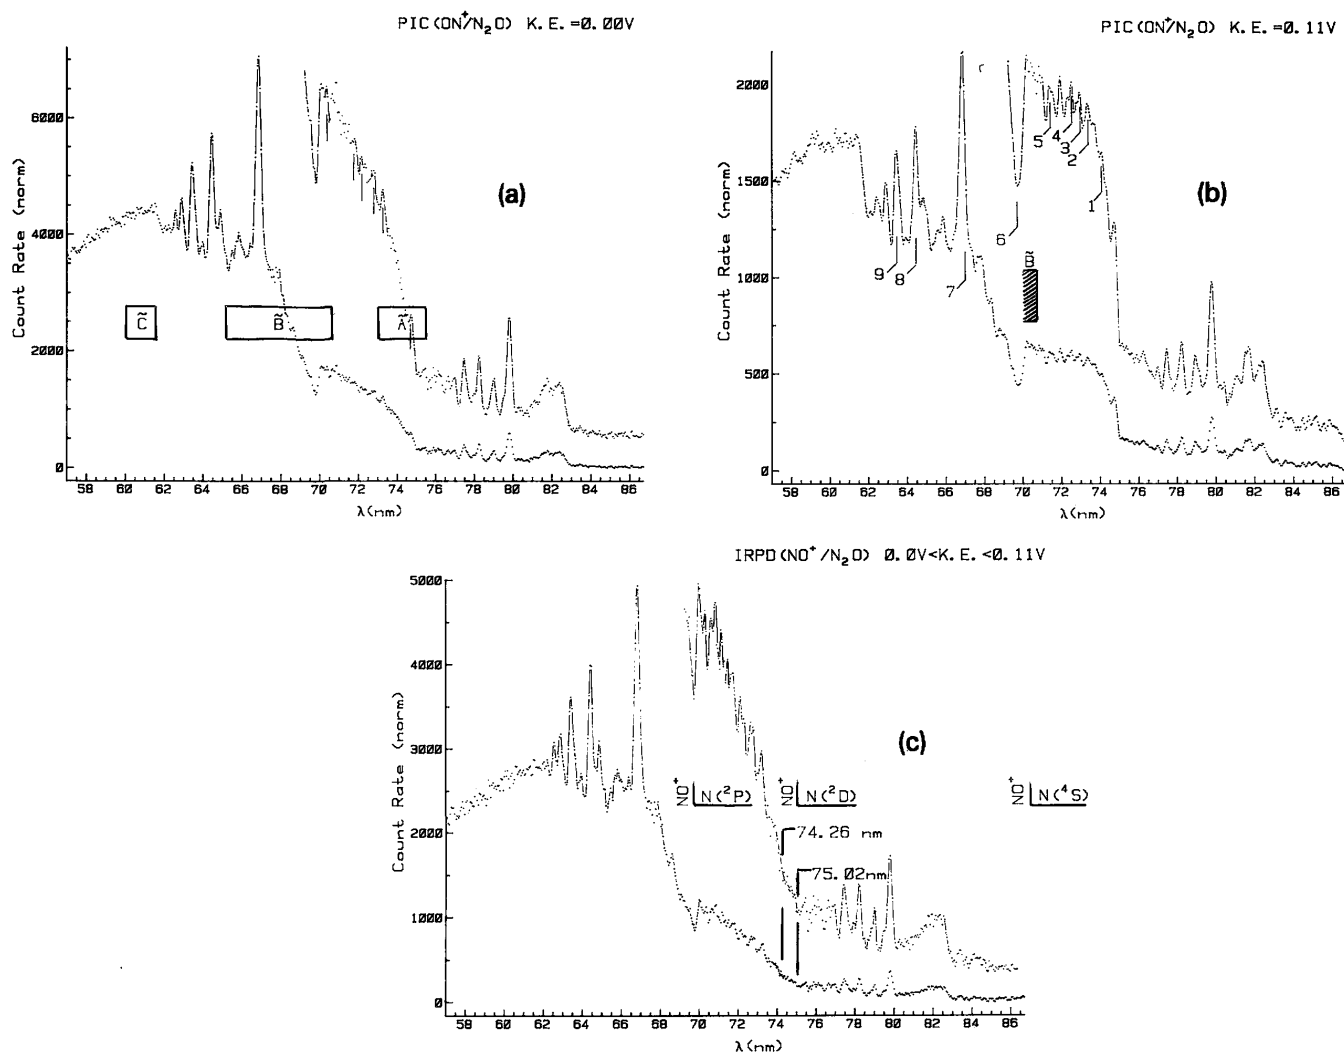 PIC(ON⁺/N₂O) K.E.=0.00V
Count Rate (norm)
6000
4000
2000
0
(a)
C̃
B̃
Ã
58 60 62 64 66 68 70 72 74 76 78 80 82 84 86
λ(nm)
PIC(ON⁺/N₂O) K.E.=0.11V
Count Rate (norm)
2000
1500
1000
500
0
(b)
5
4
3
2
1
6
9
8
7
B̃
58 60 62 64 66 68 70 72 74 76 78 80 82 84 86
λ(nm)
IRPD(NO⁺/N₂O) 0.0V<K.E.<0.11V
Count Rate (norm)
5000
4000
3000
2000
1000
0
(c)
NO⁺ N(²P)
NO⁺ N(²D)
NO⁺ N(⁴S)
74.26 nm
75.02nm
58 60 62 64 66 68 70 72 74 76 78 80 82 84 86
λ(nm)